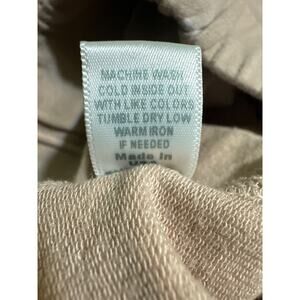 MACHINE WASH
COLD INSIDE OUT
WITH LIKE COLORS
TUMBLE DRY LOW
WARM IRON
IF NEEDED
Made In